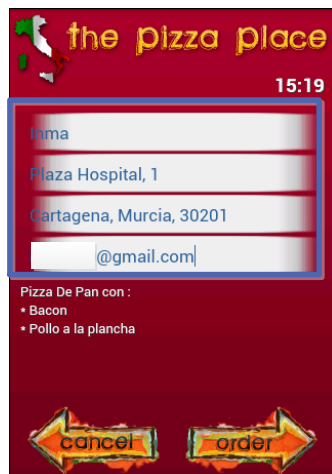 the pizza place
15:19
Inma
Plaza Hospital, 1
Cartagena, Murcia, 30201
@gmail.com
Pizza De Pan con :
* Bacon
* Pollo a la plancha
cancel
order